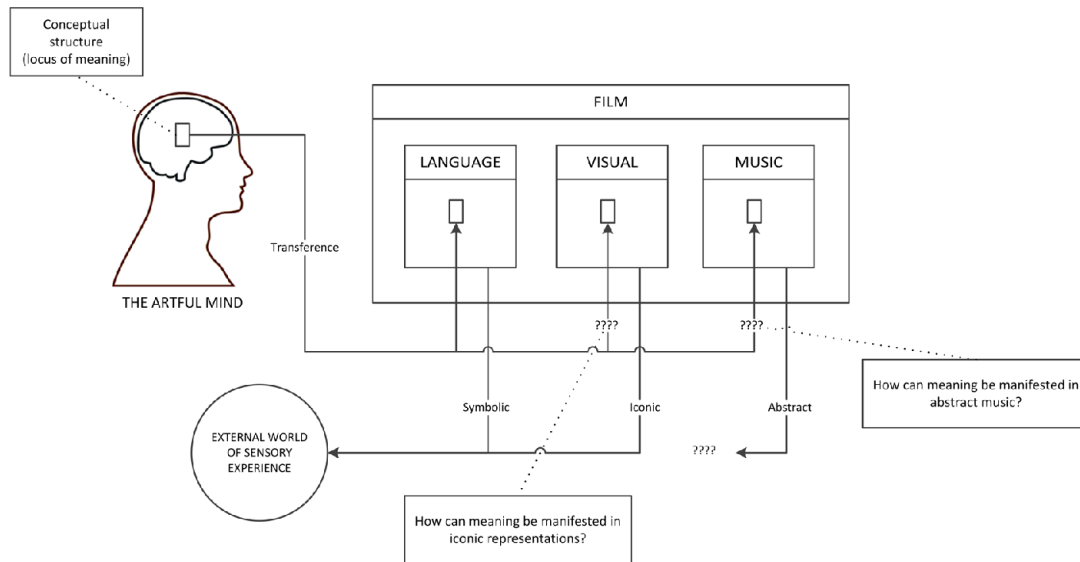 Conceptual
structure
(locus of meaning)
FILM
LANGUAGE
VISUAL
MUSIC
Transference
THE ARTFUL MIND
????
????
How can meaning be manifested in
abstract music?
Symbolic
Iconic
Abstract
EXTERNAL WORLD
OF SENSORY
EXPERIENCE
????
How can meaning be manifested in
iconic representations?